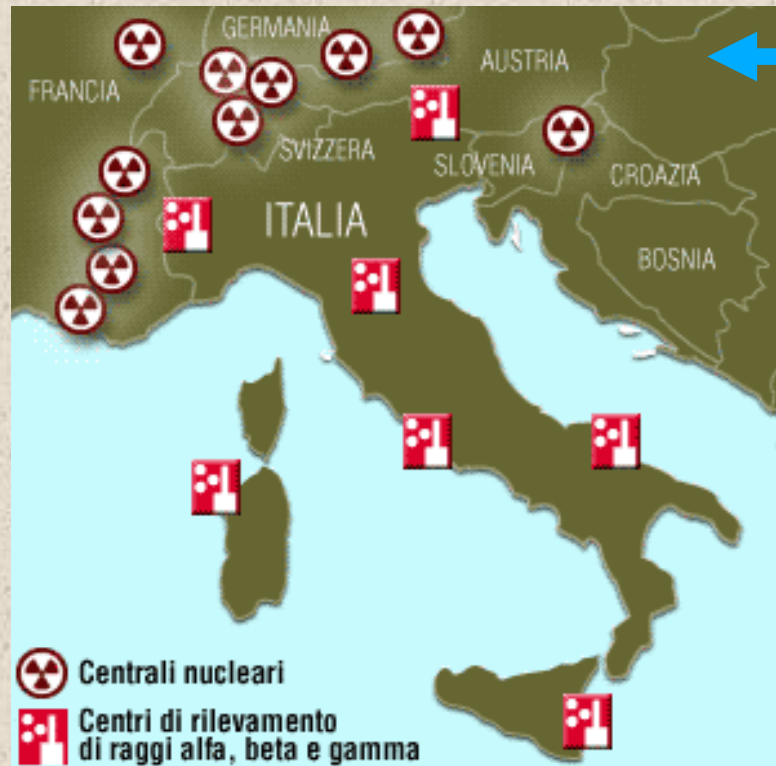 GERMANIA
AUSTRIA
FRANCIA
SVIZZERA
SLOVENIA
CROAZIA
ITALIA
BOSNIA
Centrali nucleari
Centri di rilevamento
di raggi alfa, beta e gamma